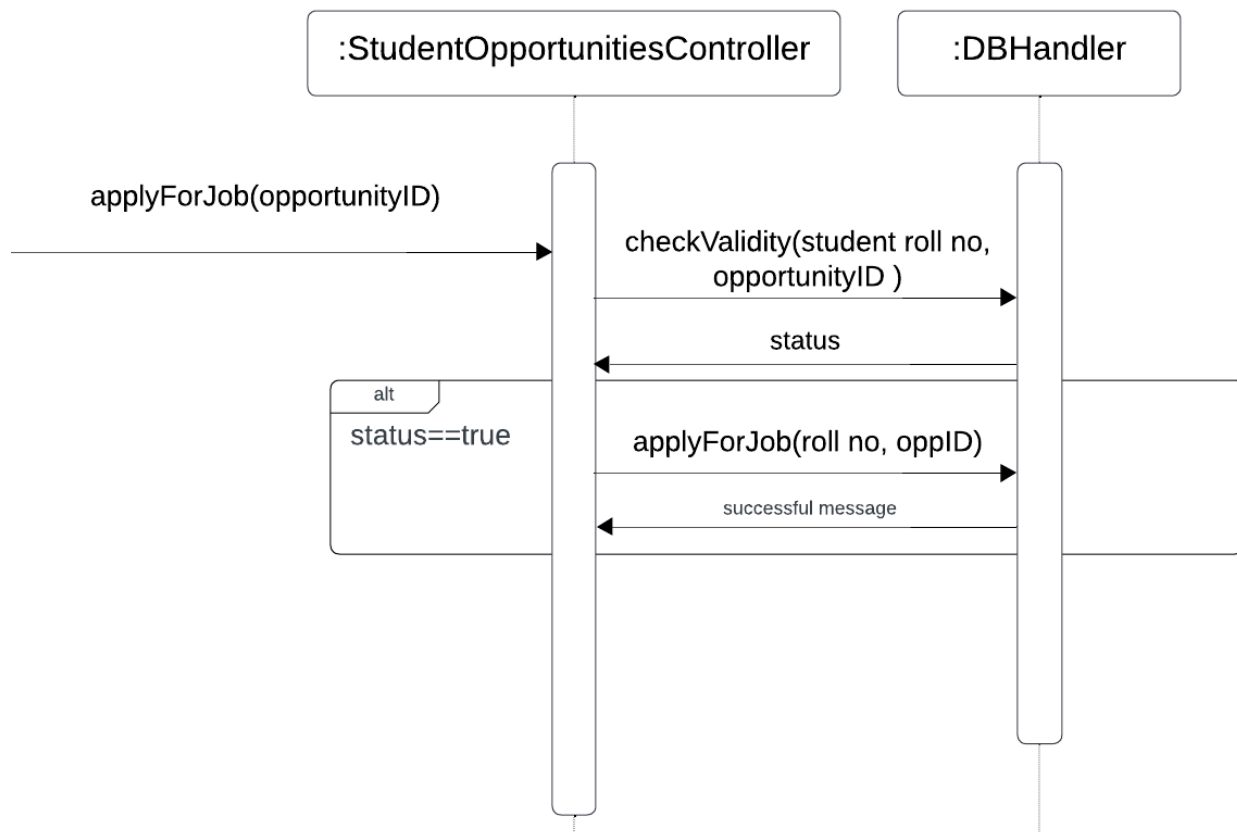 :StudentOpportunitiesController
:DBHandler
applyForJob(opportunityID)
checkValidity(student roll no,
opportunityID )
status
alt
status==true
applyForJob(roll no, oppID)
successful message